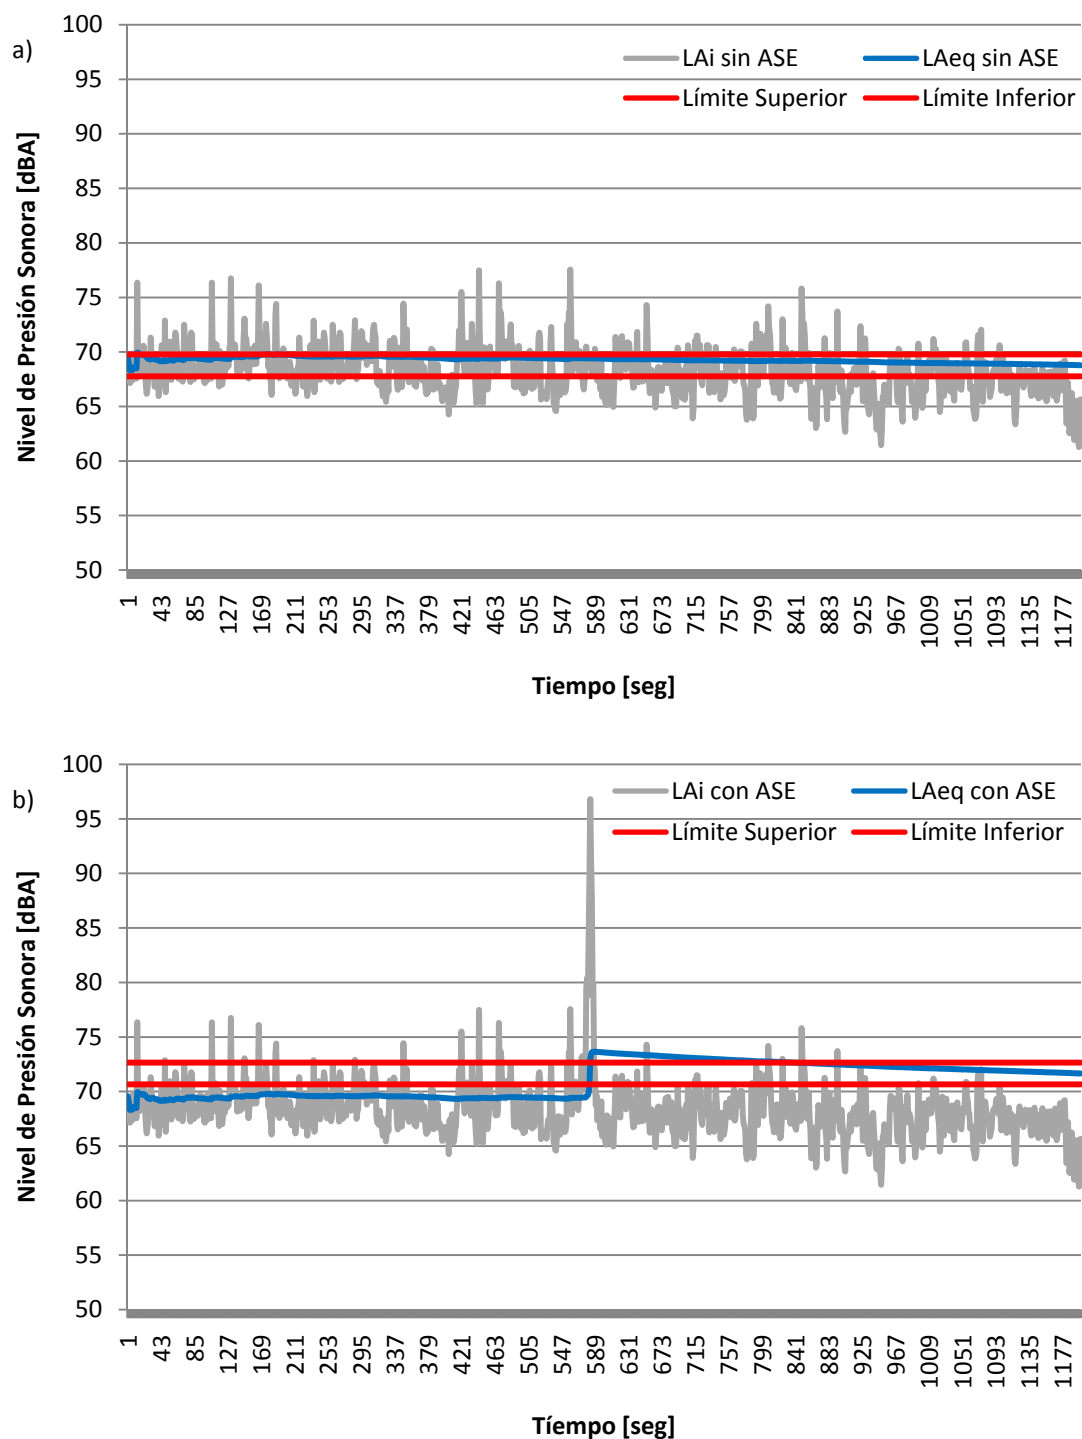 a)
LAi sin ASE LAeq sin ASE
Límite Superior Límite Inferior
Nivel de Presión Sonora [dBA]
100
95
90
85
80
75
70
65
60
55
50
1 43 85 127 169 211 253 295 337 379 421 463 505 547 589 631 673 715 757 799 841 883 925 967 1009 1051 1093 1135 1177
Tiempo [seg]
b)
LAi con ASE LAeq con ASE
Límite Superior Límite Inferior
Nivel de Presión Sonora [dBA]
100
95
90
85
80
75
70
65
60
55
50
1 43 85 127 169 211 253 295 337 379 421 463 505 547 589 631 673 715 757 799 841 883 925 967 1009 1051 1093 1135 1177
Tíempo [seg]